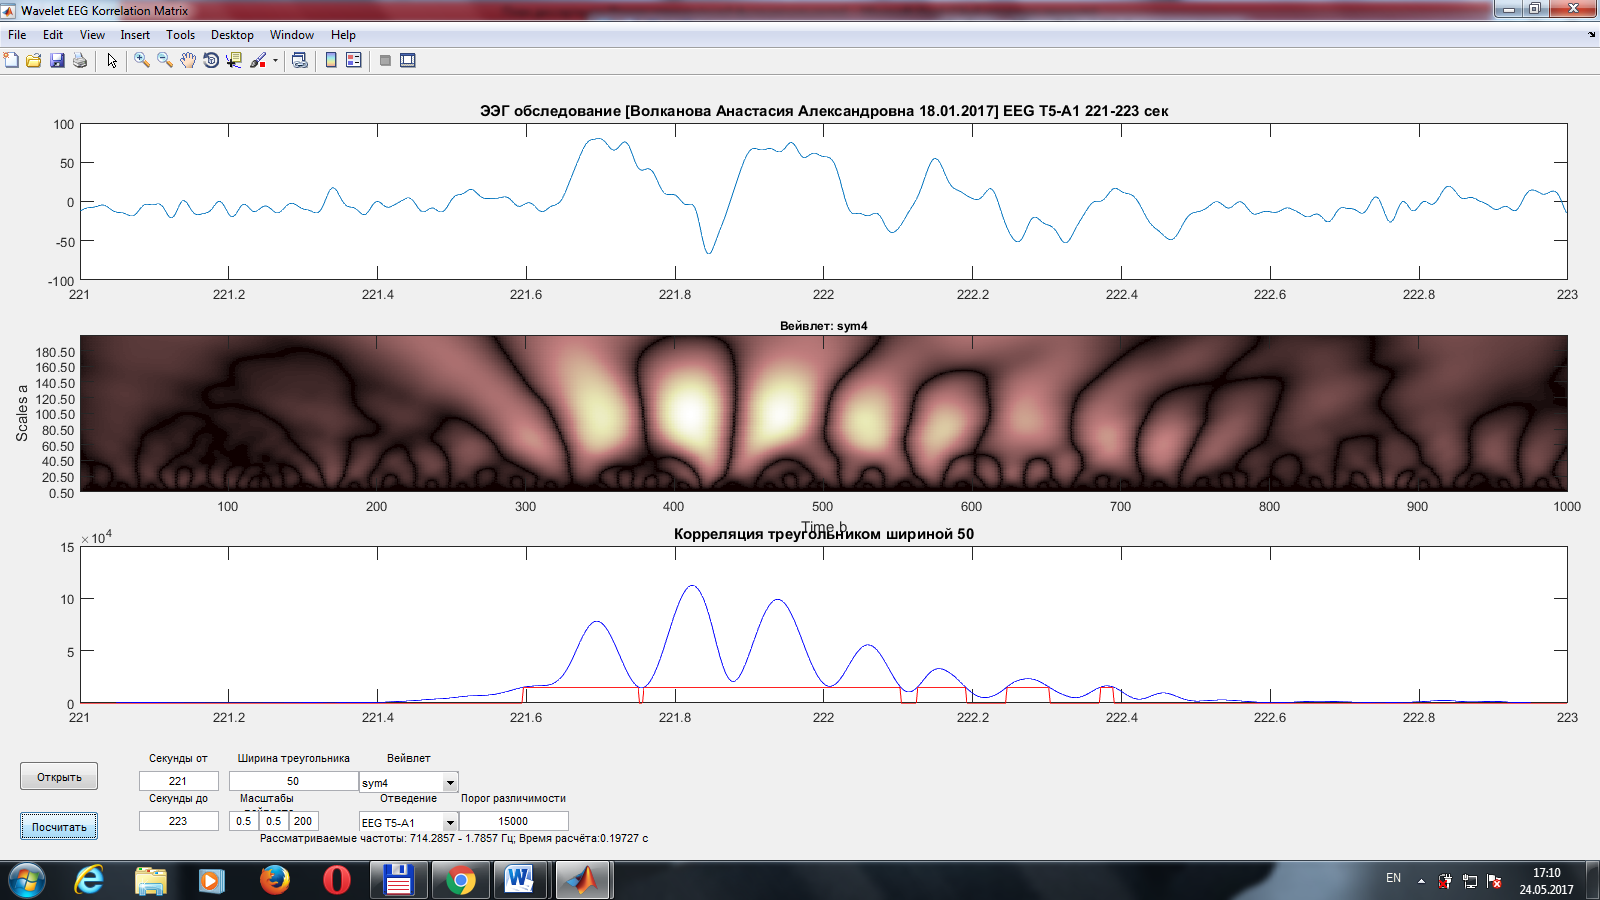 Wavelet EEG Korrelation Matrix
File Edit View Insert Tools Desktop Window Help
ЭЭГ обследование [Волканова Анастасия Александровна 18.01.2017] EEG T5-A1 221-223 сек
100
50
0
-50
-100
221 221.2 221.4 221.6 221.8 222 222.2 222.4 222.6 222.8 223
Вейвлет: sym4
Scales a
180.50
160.50
140.50
120.50
100.50
80.50
60.50
40.50
20.50
0.50
100 200 300 400 500 600 700 800 900 1000
Time b
Корреляция треугольником шириной 50
×10^4
15
10
5
0
221 221.2 221.4 221.6 221.8 222 222.2 222.4 222.6 222.8 223
Открыть
Секунды от Ширина треугольника Вейвлет
221 50 sym4
Секунды до Масштабы Отведение Порог различимости
Посчитать
223 0.5 0.5 200 EEG T5-A1 15000
Рассматриваемые частоты: 714.2857 - 1.7857 Гц; Время расчёта:0.19727 с
EN
17:10
24.05.2017